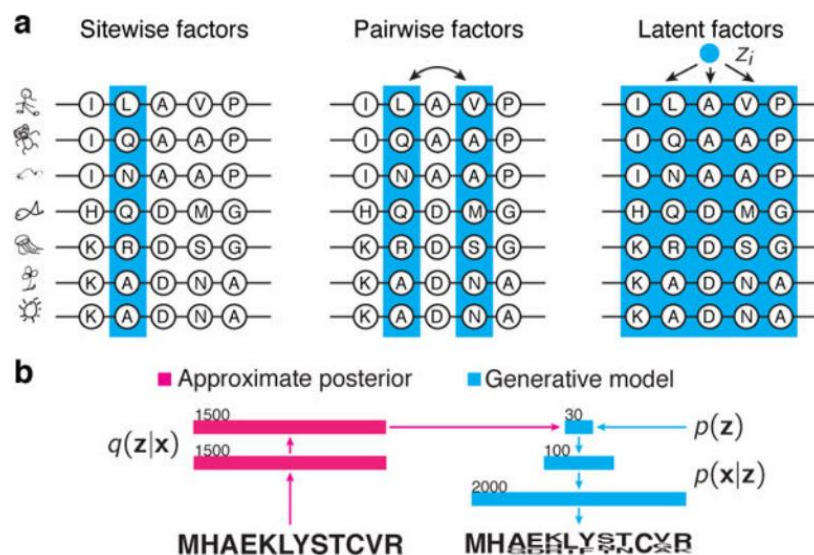 a
Sitewise factors Pairwise factors Latent factors
z_i
I L A V P I L A V P I L A V P
I Q A A P I Q A A P I Q A A P
I N A A P I N A A P I N A A P
H Q D M G H Q D M G H Q D M G
K R D S G K R D S G K R D S G
K A D N A K A D N A K A D N A
K A D N A K A D N A K A D N A
b
Approximate posterior Generative model
1500 30
q(z|x) p(z)
1500 100
p(x|z)
2000
MHAEKLYSTCVR MHAEKLYSTCVR